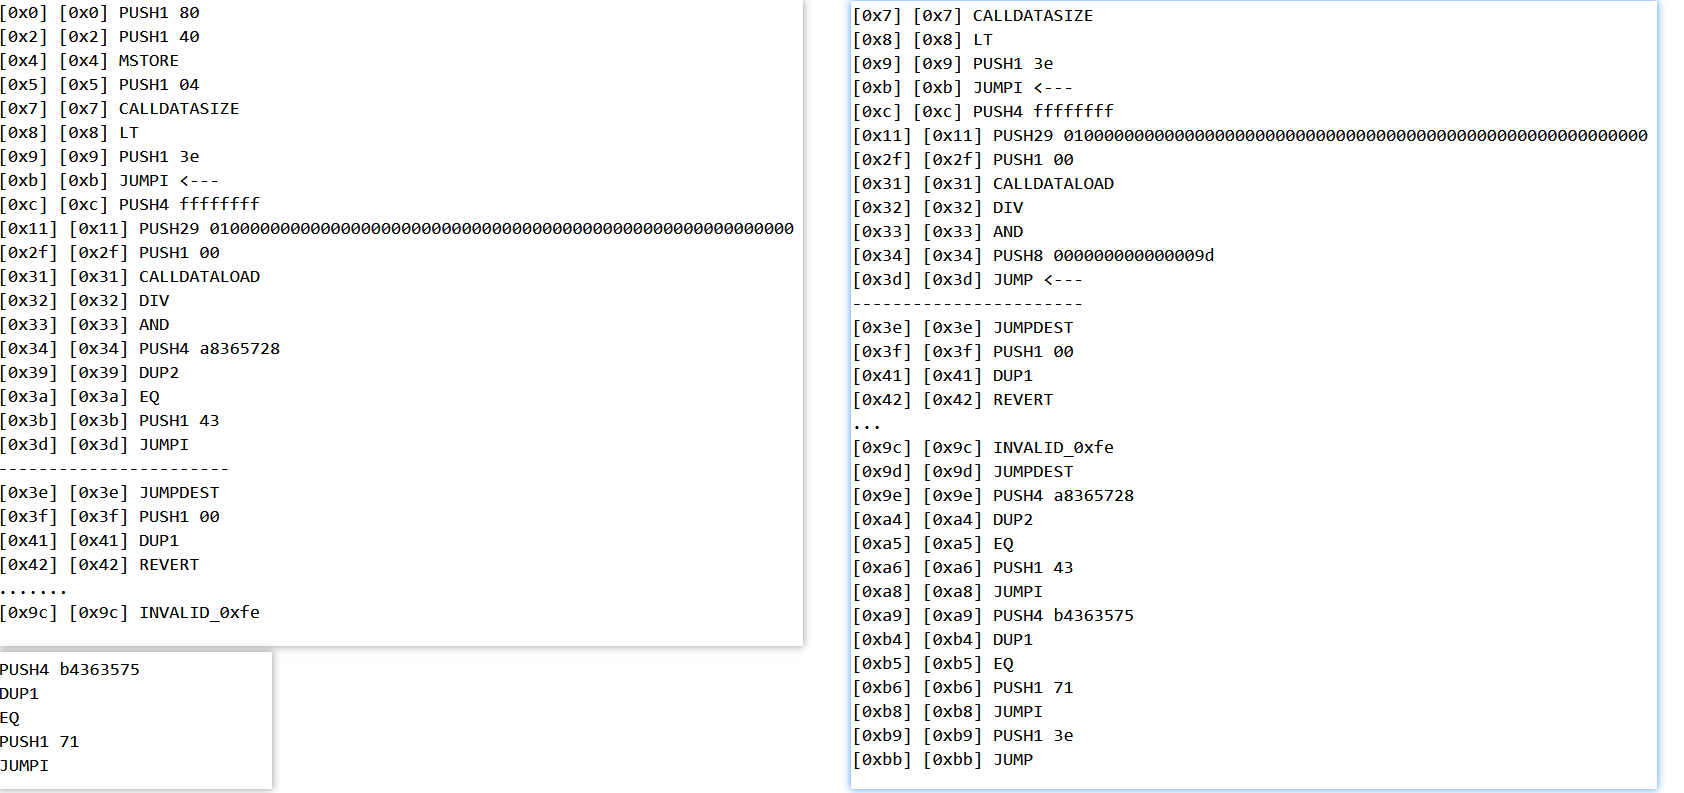 [0x0] [0x0] PUSH1 80
[0x2] [0x2] PUSH1 40
[0x4] [0x4] MSTORE
[0x5] [0x5] PUSH1 04
[0x7] [0x7] CALLDATASIZE
[0x8] [0x8] LT
[0x9] [0x9] PUSH1 3e
[0xb] [0xb] JUMPI <---
[0xc] [0xc] PUSH4 ffffffff
[0x11] [0x11] PUSH29 0100000000000000000000000000000000000000000000000000000000
[0x2f] [0x2f] PUSH1 00
[0x31] [0x31] CALLDATALOAD
[0x32] [0x32] DIV
[0x33] [0x33] AND
[0x34] [0x34] PUSH4 a8365728
[0x39] [0x39] DUP2
[0x3a] [0x3a] EQ
[0x3b] [0x3b] PUSH1 43
[0x3d] [0x3d] JUMPI
-----------------------
[0x3e] [0x3e] JUMPDEST
[0x3f] [0x3f] PUSH1 00
[0x41] [0x41] DUP1
[0x42] [0x42] REVERT
.......
[0x9c] [0x9c] INVALID_0xfe
PUSH4 b4363575
DUP1
EQ
PUSH1 71
JUMPI
[0x7] [0x7] CALLDATASIZE
[0x8] [0x8] LT
[0x9] [0x9] PUSH1 3e
[0xb] [0xb] JUMPI <---
[0xc] [0xc] PUSH4 ffffffff
[0x11] [0x11] PUSH29 0100000000000000000000000000000000000000000000000000000000
[0x2f] [0x2f] PUSH1 00
[0x31] [0x31] CALLDATALOAD
[0x32] [0x32] DIV
[0x33] [0x33] AND
[0x34] [0x34] PUSH8 000000000000009d
[0x3d] [0x3d] JUMP <---
-----------------------
[0x3e] [0x3e] JUMPDEST
[0x3f] [0x3f] PUSH1 00
[0x41] [0x41] DUP1
[0x42] [0x42] REVERT
...
[0x9c] [0x9c] INVALID_0xfe
[0x9d] [0x9d] JUMPDEST
[0x9e] [0x9e] PUSH4 a8365728
[0xa4] [0xa4] DUP2
[0xa5] [0xa5] EQ
[0xa6] [0xa6] PUSH1 43
[0xa8] [0xa8] JUMPI
[0xa9] [0xa9] PUSH4 b4363575
[0xb4] [0xb4] DUP1
[0xb5] [0xb5] EQ
[0xb6] [0xb6] PUSH1 71
[0xb8] [0xb8] JUMPI
[0xb9] [0xb9] PUSH1 3e
[0xbb] [0xbb] JUMP